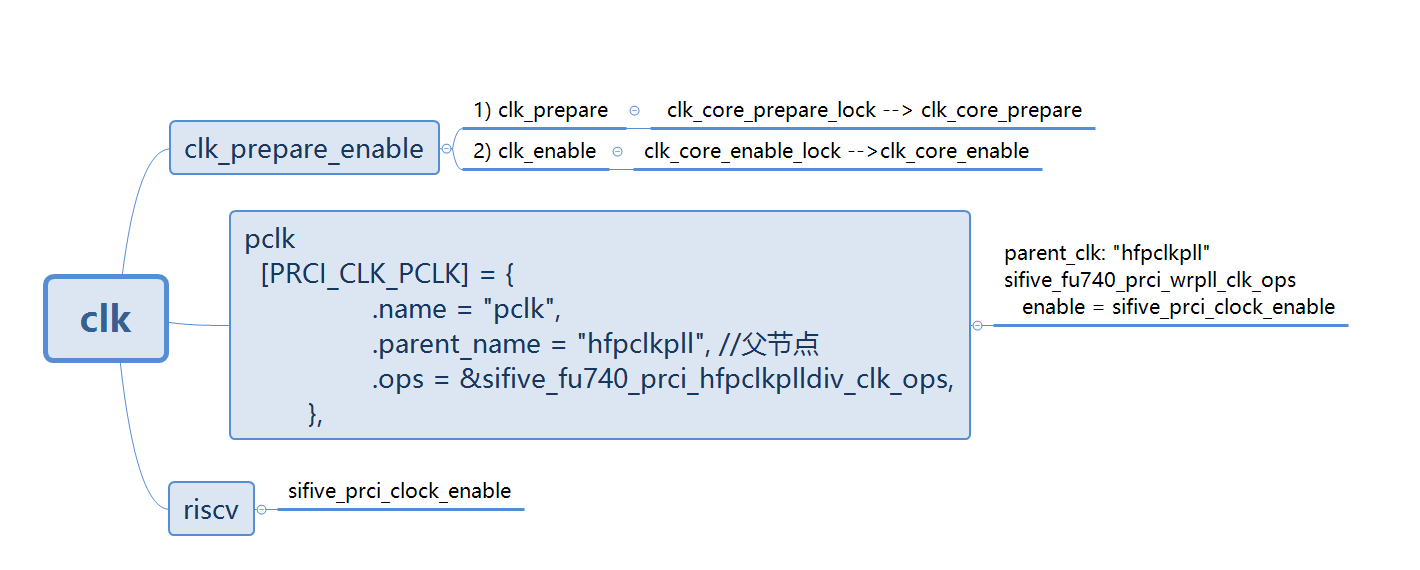 clk
clk_prepare_enable
1) clk_prepare
clk_core_prepare_lock --> clk_core_prepare
2) clk_enable
clk_core_enable_lock -->clk_core_enable
pclk
[PRCI_CLK_PCLK] = {
.name = "pclk",
.parent_name = "hfpclkpll", //父节点
.ops = &sifive_fu740_prci_hfpclkplldiv_clk_ops,
},
parent_clk: "hfpclkpll"
sifive_fu740_prci_wrpll_clk_ops
enable = sifive_prci_clock_enable
riscv
sifive_prci_clock_enable